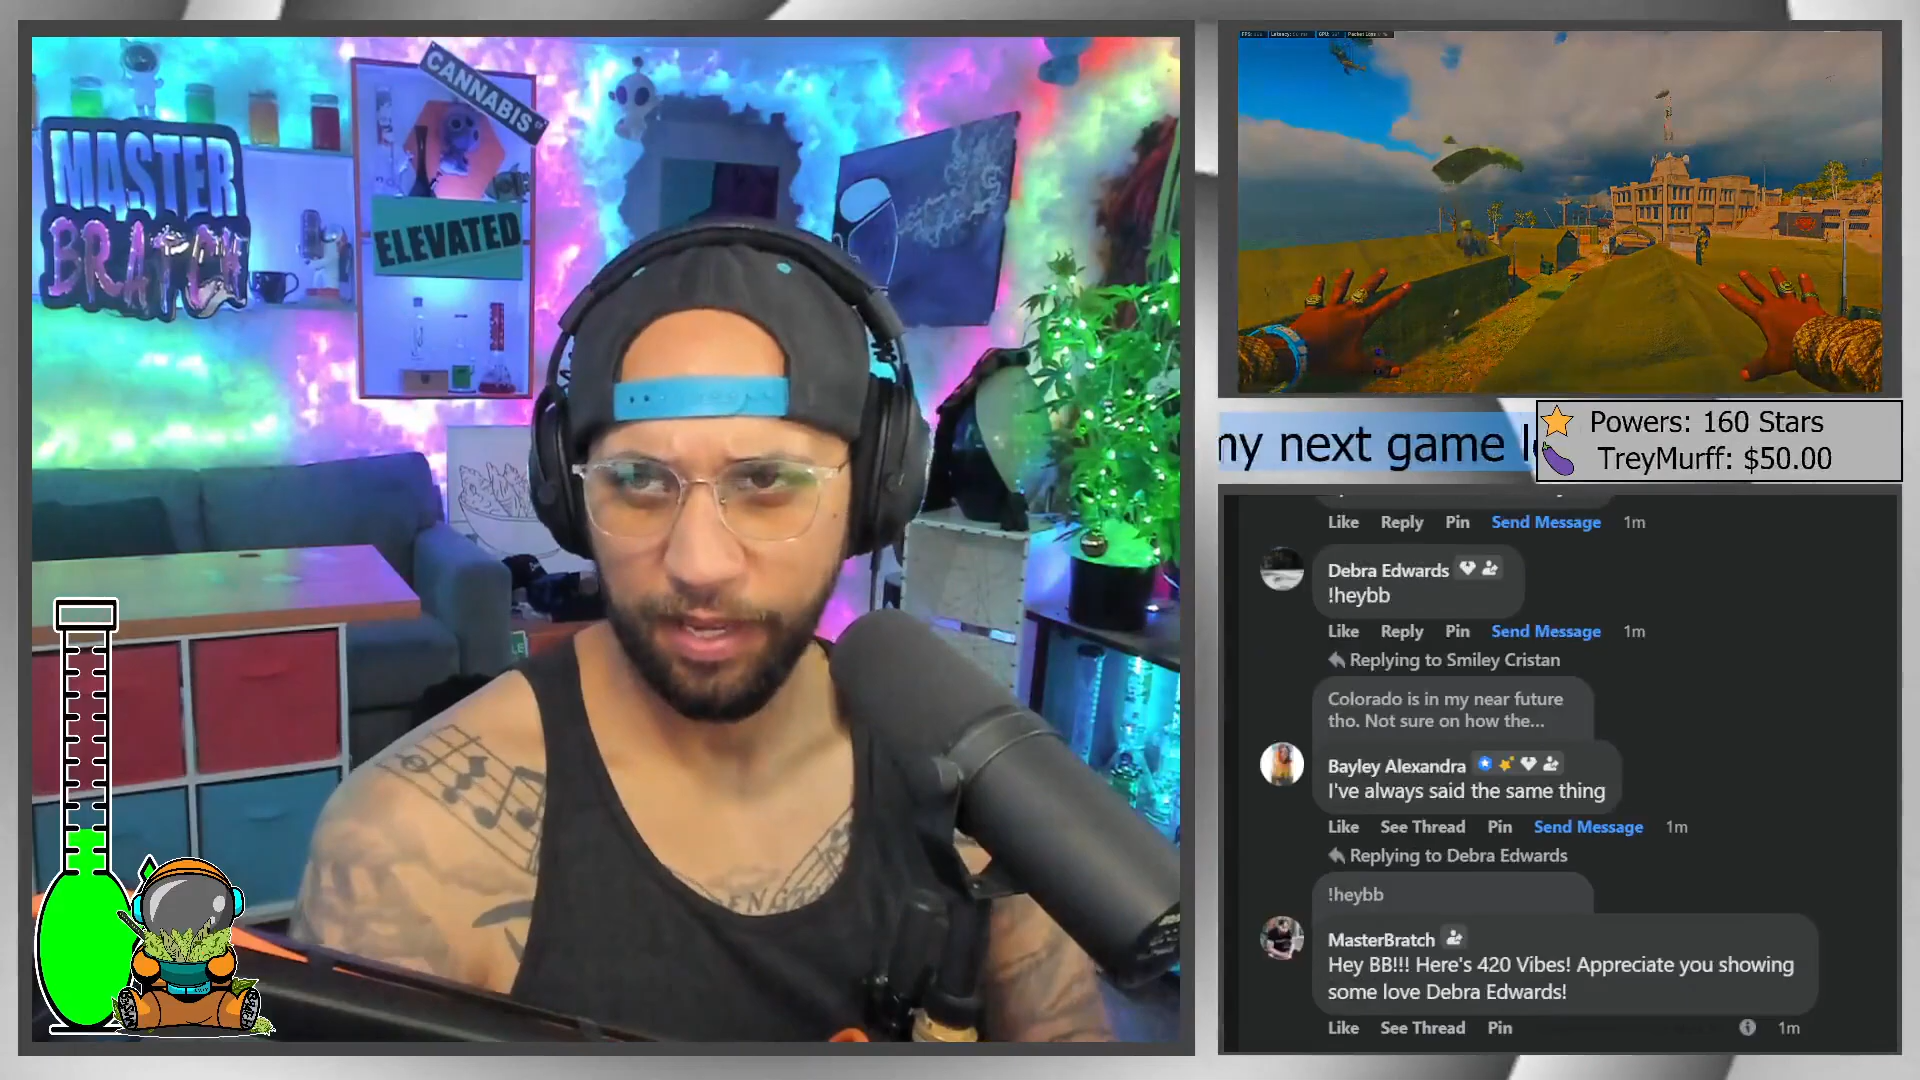 CANNABIS
MASTER
BRATCH
ELEVATED
my next game l
Powers: 160 Stars
TreyMurff: $50.00
Like Reply Pin Send Message 1m
Debra Edwards
!heybb
Like Reply Pin Send Message 1m
Replying to Smiley Cristan
Colorado is in my near future
tho. Not sure on how the...
Bayley Alexandra
I've always said the same thing
Like See Thread Pin Send Message 1m
Replying to Debra Edwards
!heybb
MasterBratch
Hey BB!!! Here's 420 Vibes! Appreciate you showing
some love Debra Edwards!
Like See Thread Pin 1m